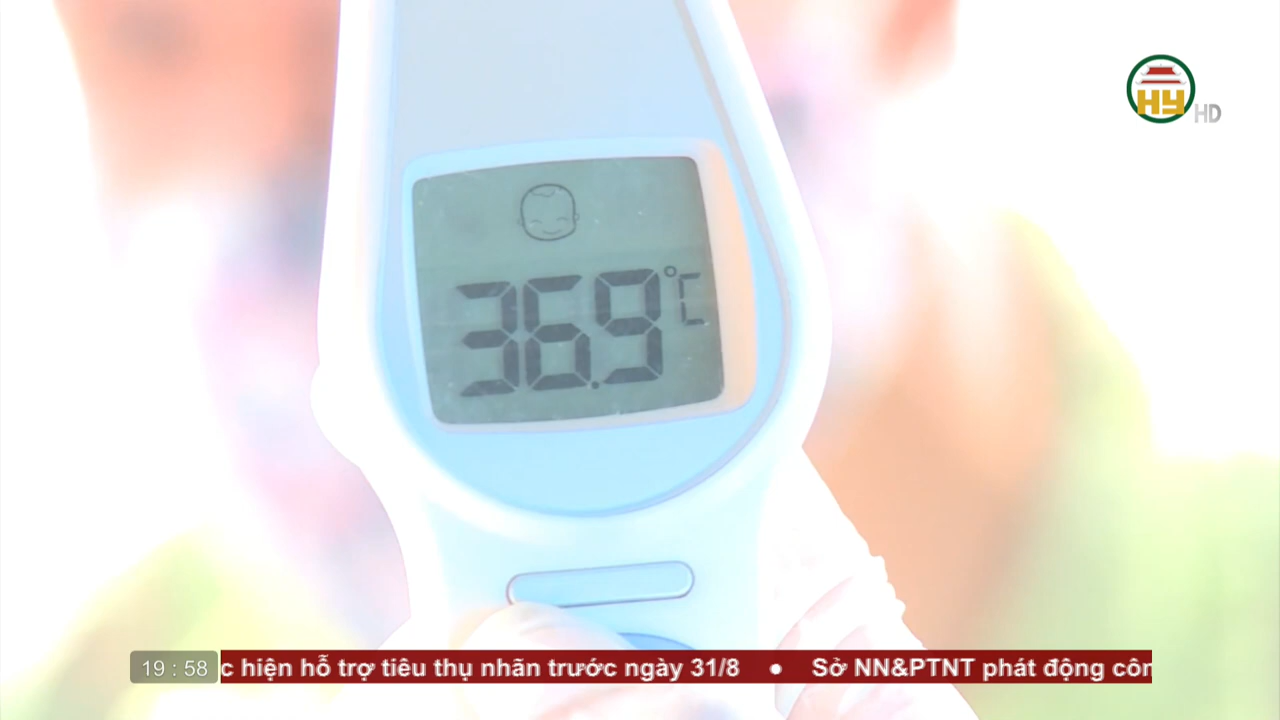 HY HD
36.9°C
19 : 58 c hiện hỗ trợ tiêu thụ nhãn trước ngày 31/8 • Sở NN&PTNT phát động côn